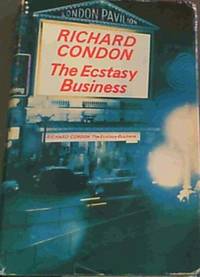 LONDON PAVILION
RICHARD
CONDON
The Ecstasy
Business
RICHARD CONDON The Ecstasy Business